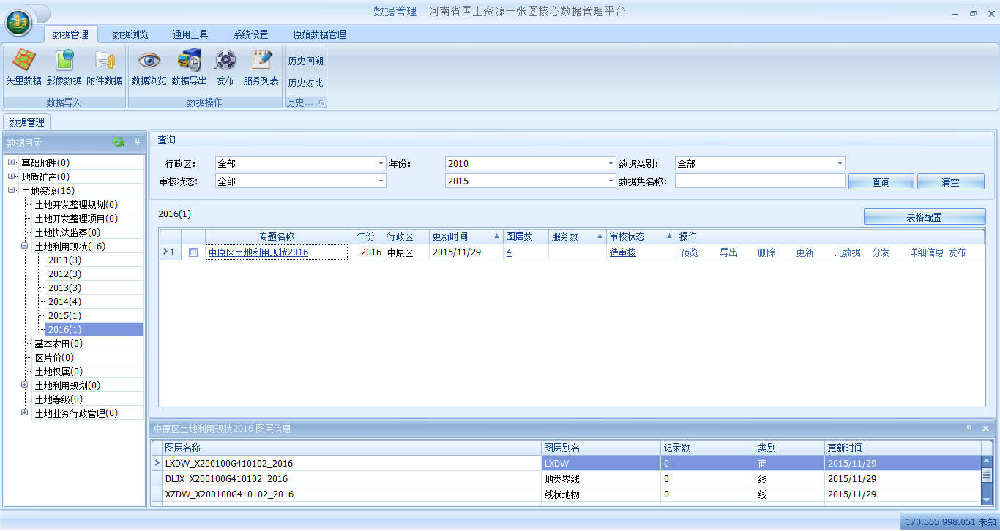 数据管理 - 河南省国土资源一张图核心数据管理平台
数据管理 数据浏览 通用工具 系统设置 原始数据管理
矢量数据 影像数据 附件数据 数据浏览 数据导出 发布 服务列表 历史回朔
历史对比
数据导入 数据操作 历史...
数据管理
数据目录
基础地理(0)
地质矿产(0)
土地资源(16)
土地开发整理规划(0)
土地开发整理项目(0)
土地执法监察(0)
土地利用现状(16)
2011(3)
2012(3)
2013(3)
2014(4)
2015(1)
2016(1)
基本农田(0)
区片价(0)
土地权属(0)
土地利用规划(0)
土地等级(0)
土地业务行政管理(0)
查询
行政区: 全部 年份: 2010 数据类别: 全部
审核状态: 全部 2015 数据集名称: 查询 清空
2016(1) 表格配置
专题名称 年份 行政区 更新时间 图层数 服务数 审核状态 操作
1 中原区土地利用现状2016 2016 中原区 2015/11/29 4 待审核 预览 导出 删除 更新 元数据 分发 详细信息 发布
中原区土地利用现状2016 图层信息
图层名称 图层别名 记录数 类别 更新时间
LXDW_X200100G410102_2016 LXDW 0 面 2015/11/29
DLJX_X200100G410102_2016 地类界线 0 线 2015/11/29
XZDW_X200100G410102_2016 线状地物 0 线 2015/11/29
170.565 998.051 未知